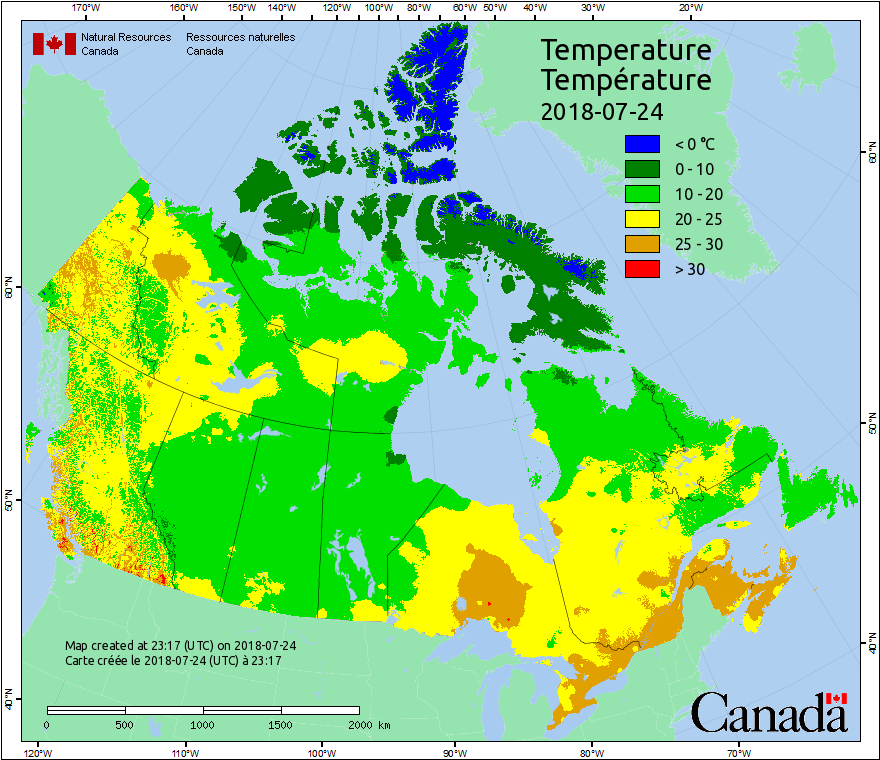 170°W 160°W 150°W 140°W 130°W 120°W 110°W 100°W 80°W 60°W 50°W 40°W 30°W 20°W
Natural Resources Ressources naturelles
Canada Canada
Temperature
Température
2018-07-24
< 0 °C
0 - 10
10 - 20
20 - 25
25 - 30
> 30
60°N
60°N
50°N
50°N
40°N
40°N
Map created at 23:17 (UTC) on 2018-07-24
Carte créée le 2018-07-24 (UTC) à 23:17
0 500 1000 1500 2000 km
Canada
120°W 110°W 100°W 90°W 80°W 70°W